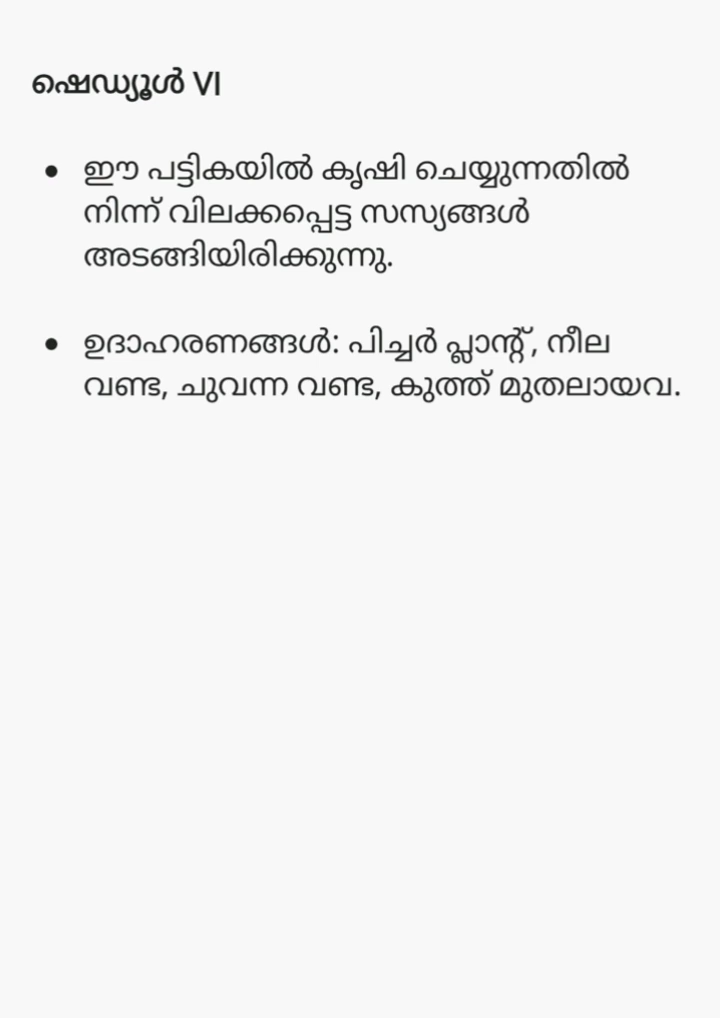 ഷെഡ്യൂൾ VI
• ഈ പട്ടികയിൽ കൃഷി ചെയ്യുന്നതിൽ
നിന്ന് വിലക്കപ്പെട്ട സസ്യങ്ങൾ
അടങ്ങിയിരിക്കുന്നു.
• ഉദാഹരണങ്ങൾ: പിച്ചർ പ്ലാന്റ്, നീല
വണ്ട, ചുവന്ന വണ്ട, കുത്ത് മുതലായവ.